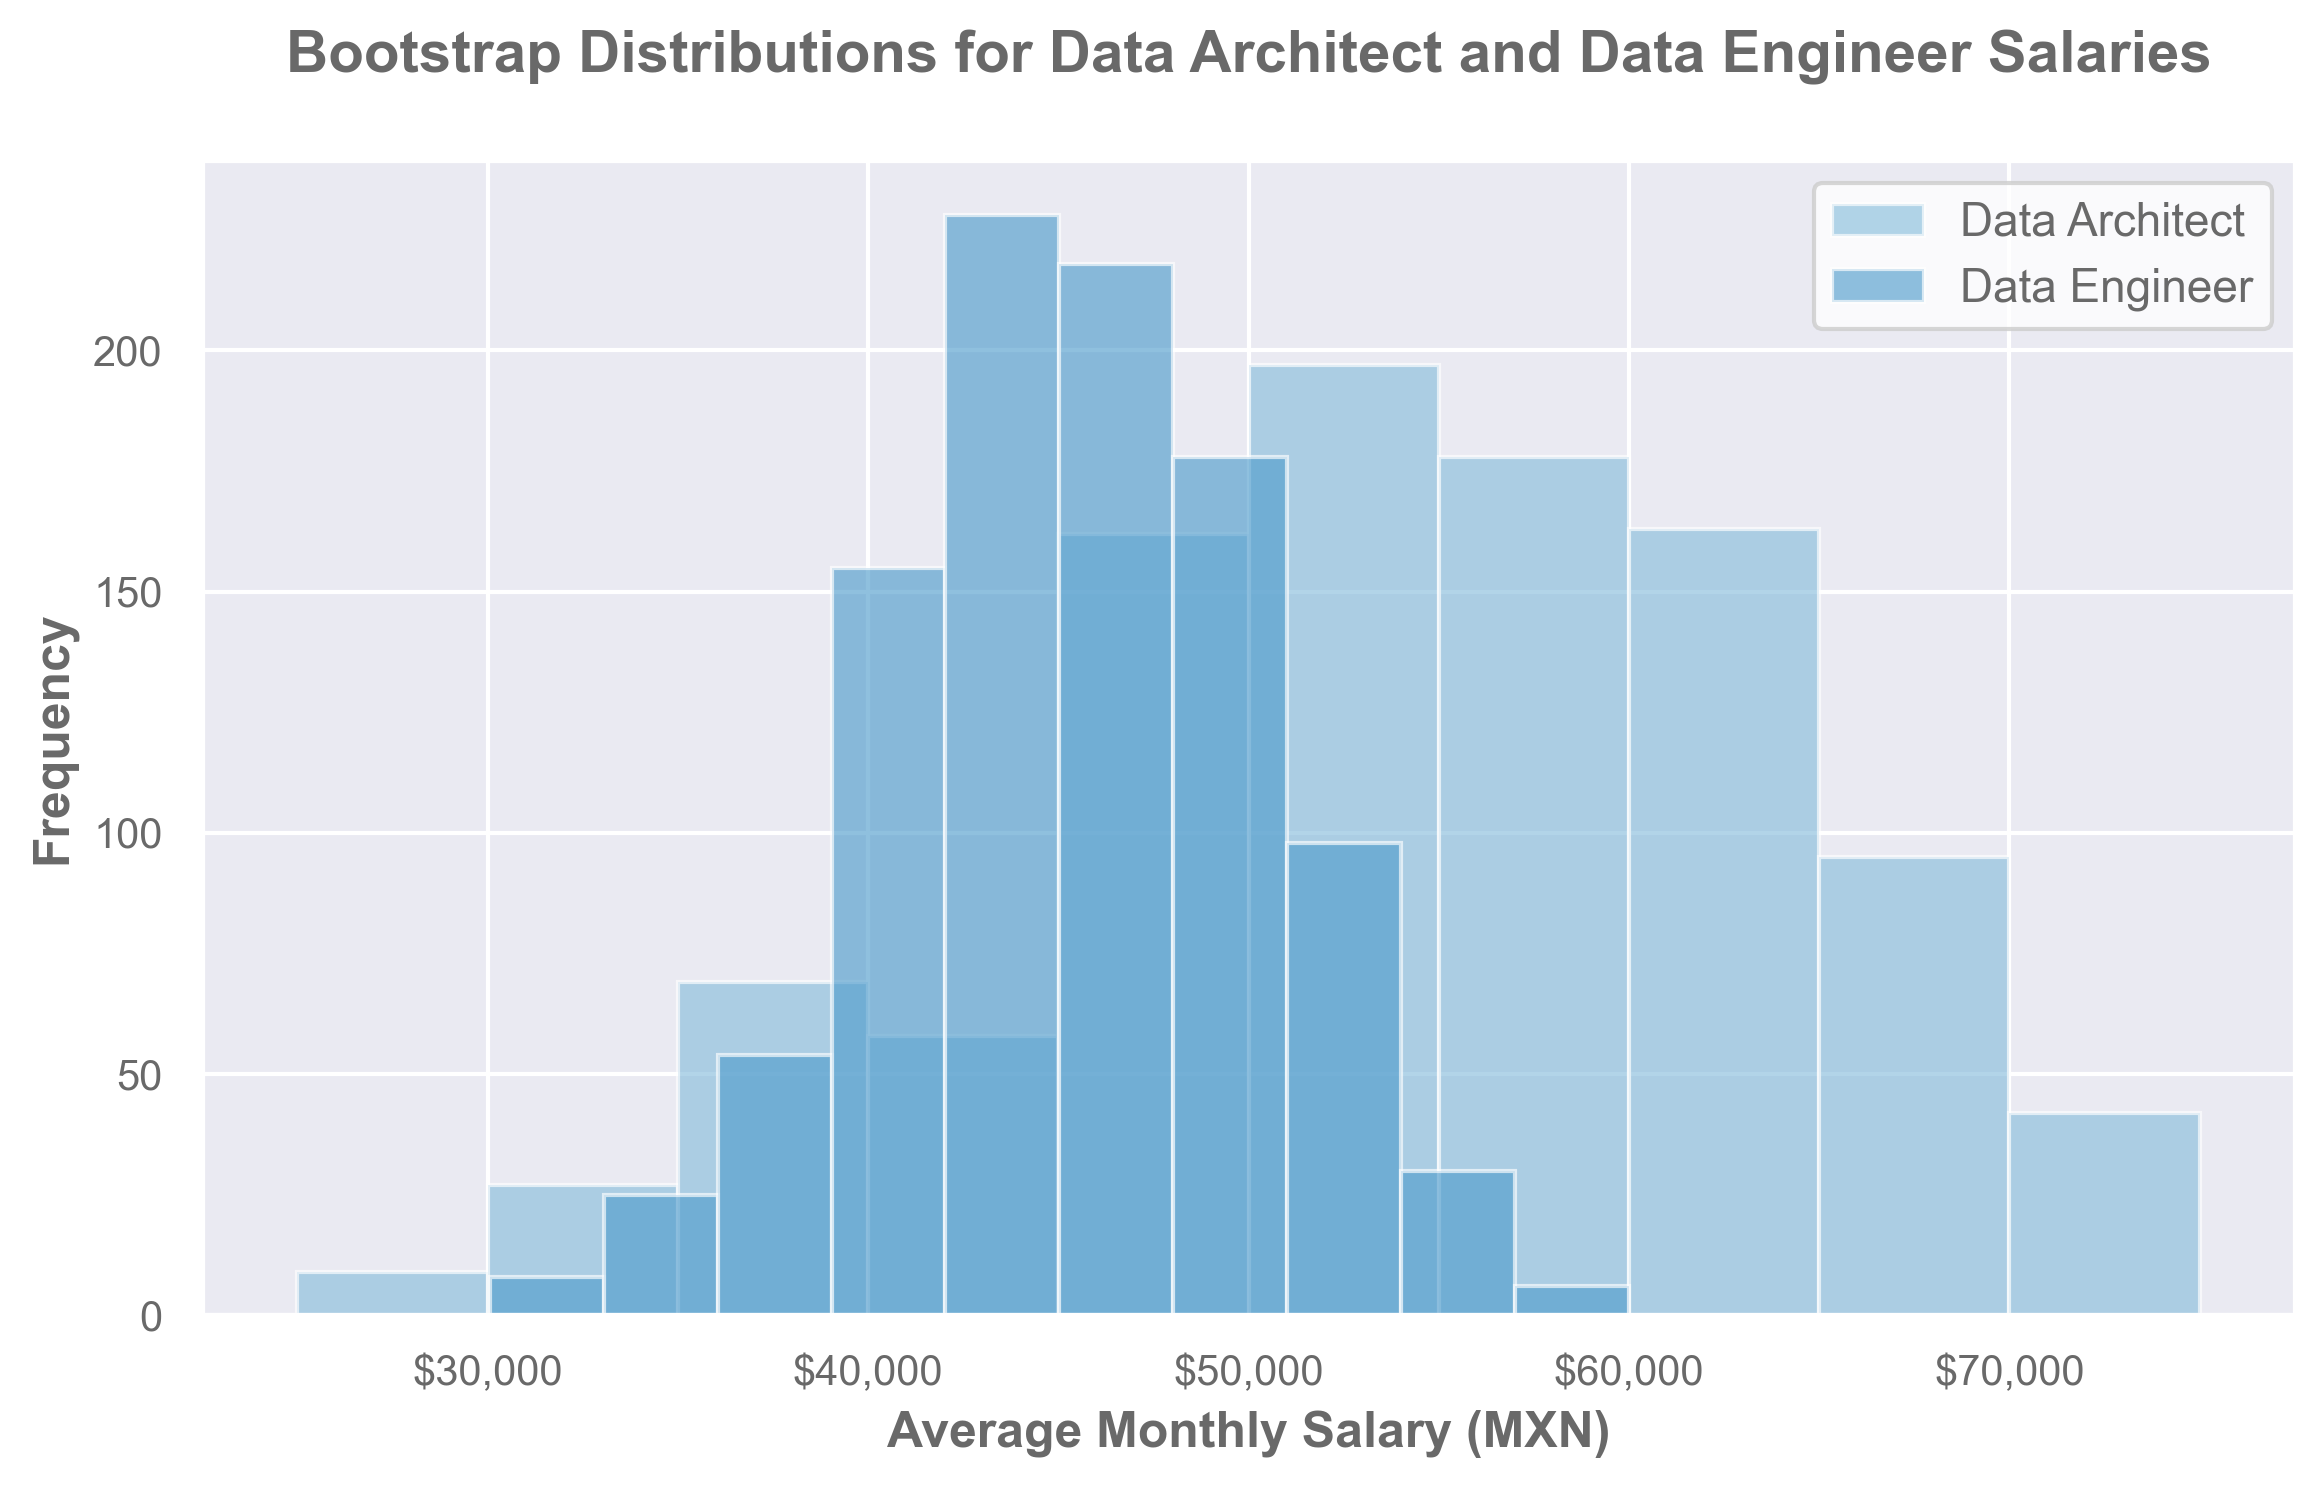 Bootstrap Distributions for Data Architect and Data Engineer Salaries
Data Architect
Data Engineer
Frequency
200
150
100
50
0
$30,000 $40,000 $50,000 $60,000 $70,000
Average Monthly Salary (MXN)